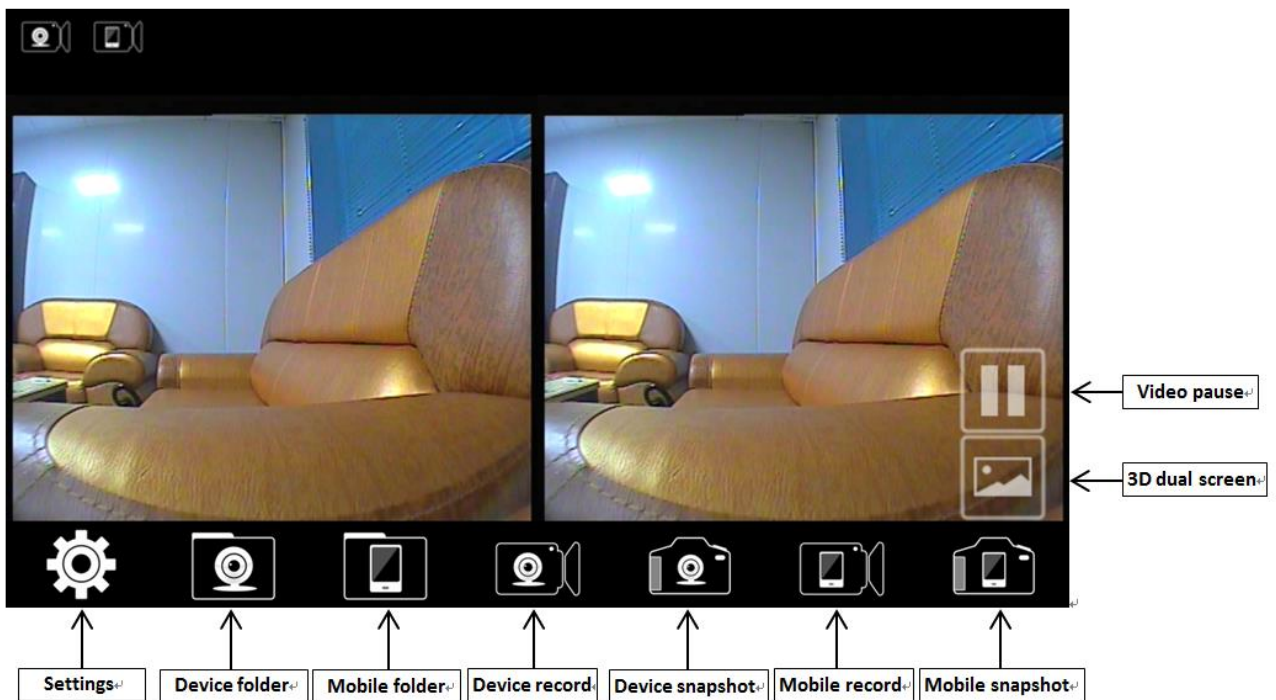 Video pause
3D dual screen
Settings
Device folder
Mobile folder
Device record
Device snapshot
Mobile record
Mobile snapshot